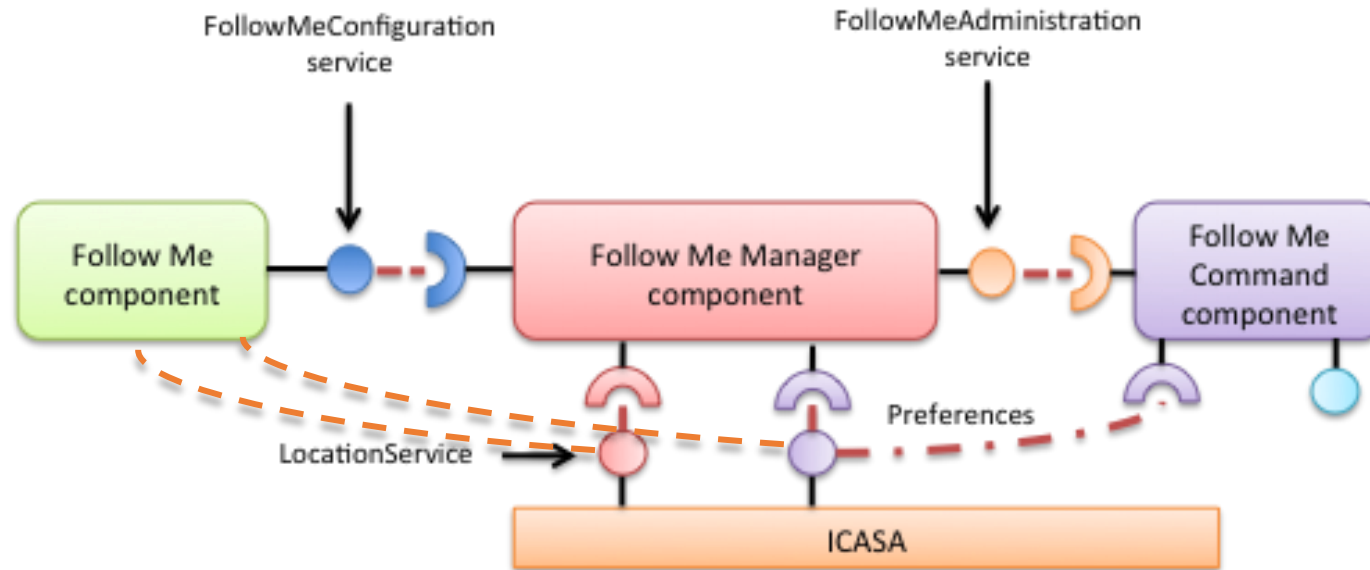 FollowMeConfiguration
service
FollowMeAdministration
service
Follow Me
component
Follow Me Manager
component
Follow Me
Command
component
Preferences
LocationService
ICASA